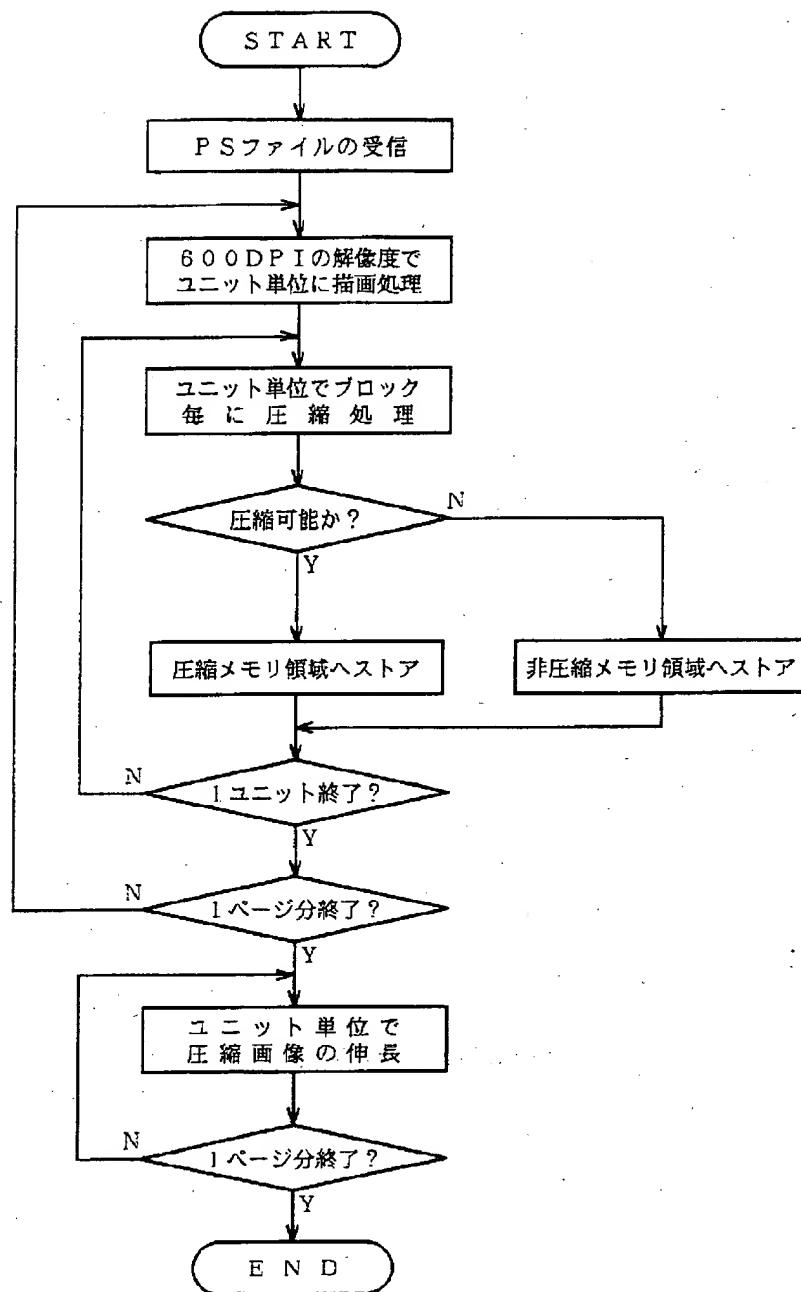 START
PSファイルの受信
600DPIの解像度で
ユニット単位に描画処理
ユニット単位でブロック
毎に圧縮処理
圧縮可能か?
N
Y
圧縮メモリ領域へストア
非圧縮メモリ領域へストア
N
1ユニット終了?
Y
N
1ページ分終了?
Y
ユニット単位で
圧縮画像の伸長
N
1ページ分終了?
Y
END